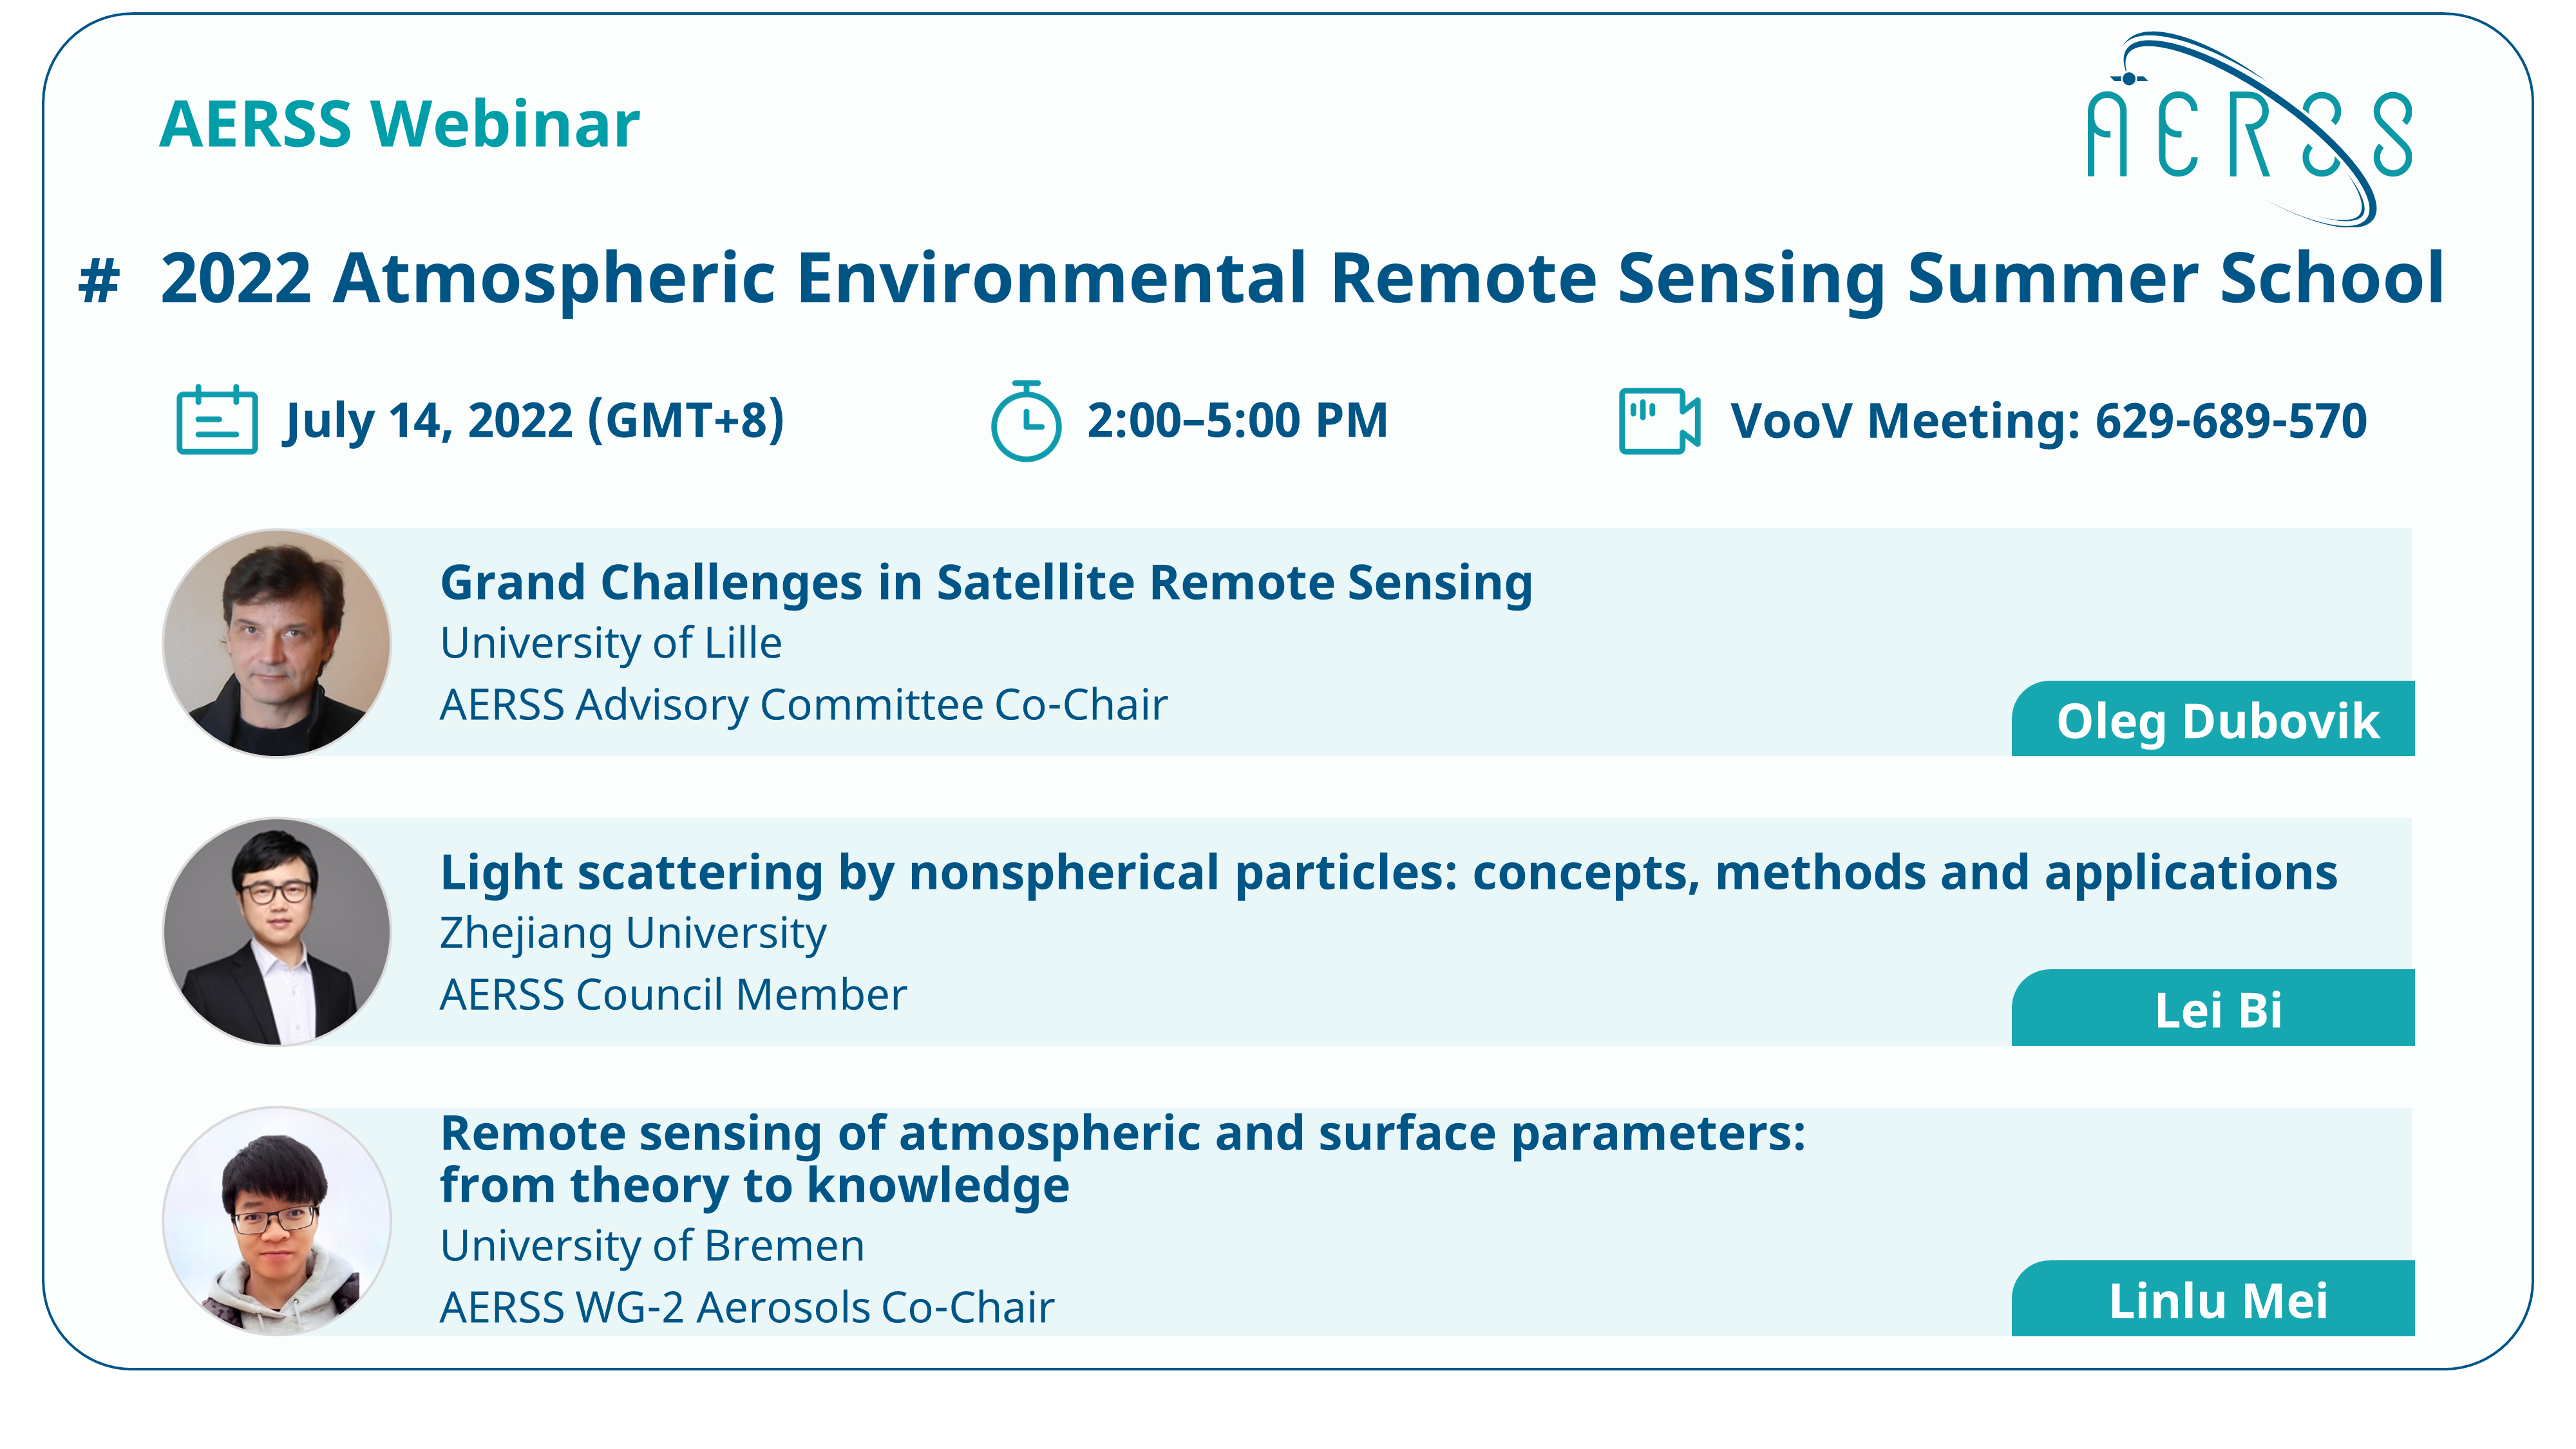 AERSS Webinar
AERSS
# 2022 Atmospheric Environmental Remote Sensing Summer School
July 14, 2022 (GMT+8)
2:00–5:00 PM
VooV Meeting: 629-689-570
Grand Challenges in Satellite Remote Sensing
University of Lille
AERSS Advisory Committee Co-Chair
Oleg Dubovik
Light scattering by nonspherical particles: concepts, methods and applications
Zhejiang University
AERSS Council Member
Lei Bi
Remote sensing of atmospheric and surface parameters:
from theory to knowledge
University of Bremen
AERSS WG-2 Aerosols Co-Chair
Linlu Mei